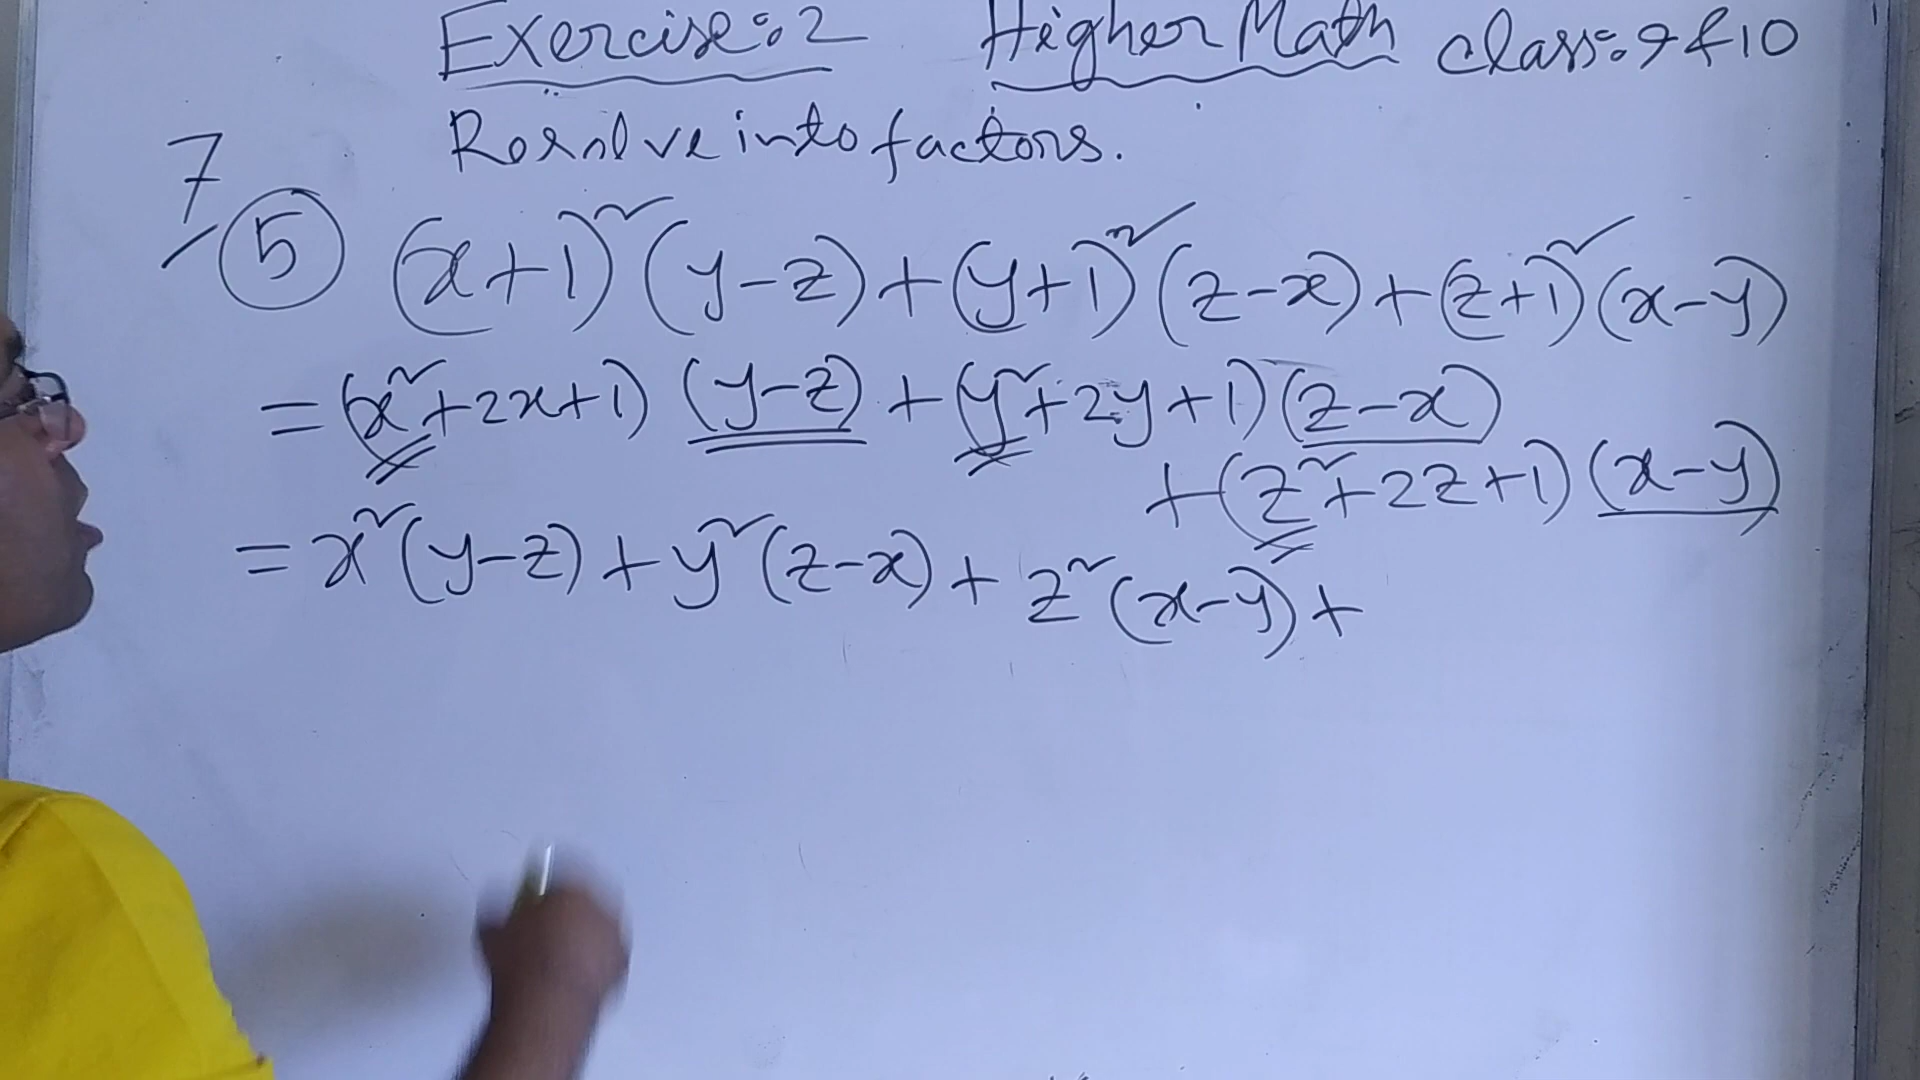 Exercise: 2 Higher Math class: 9 & 10
Resolve into factors.
7
5 (x+1)² (y-z) + (y+1)² (z-x) + (z+1)² (x-y)
= (x²+2x+1) (y-z) + (y²+2y+1) (z-x)
+ (z²+2z+1) (x-y)
= x² (y-z) + y² (z-x) + z² (x-y) +